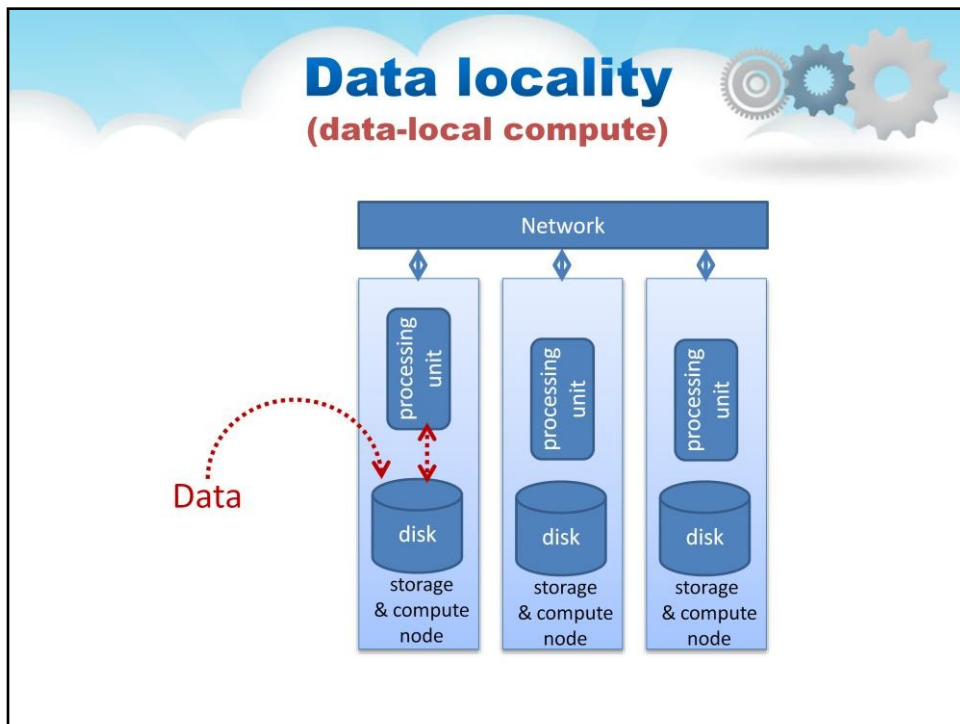 Data locality
(data-local compute)
Network
processing
unit
processing
unit
processing
unit
Data
disk
disk
disk
storage
& compute
node
storage
& compute
node
storage
& compute
node